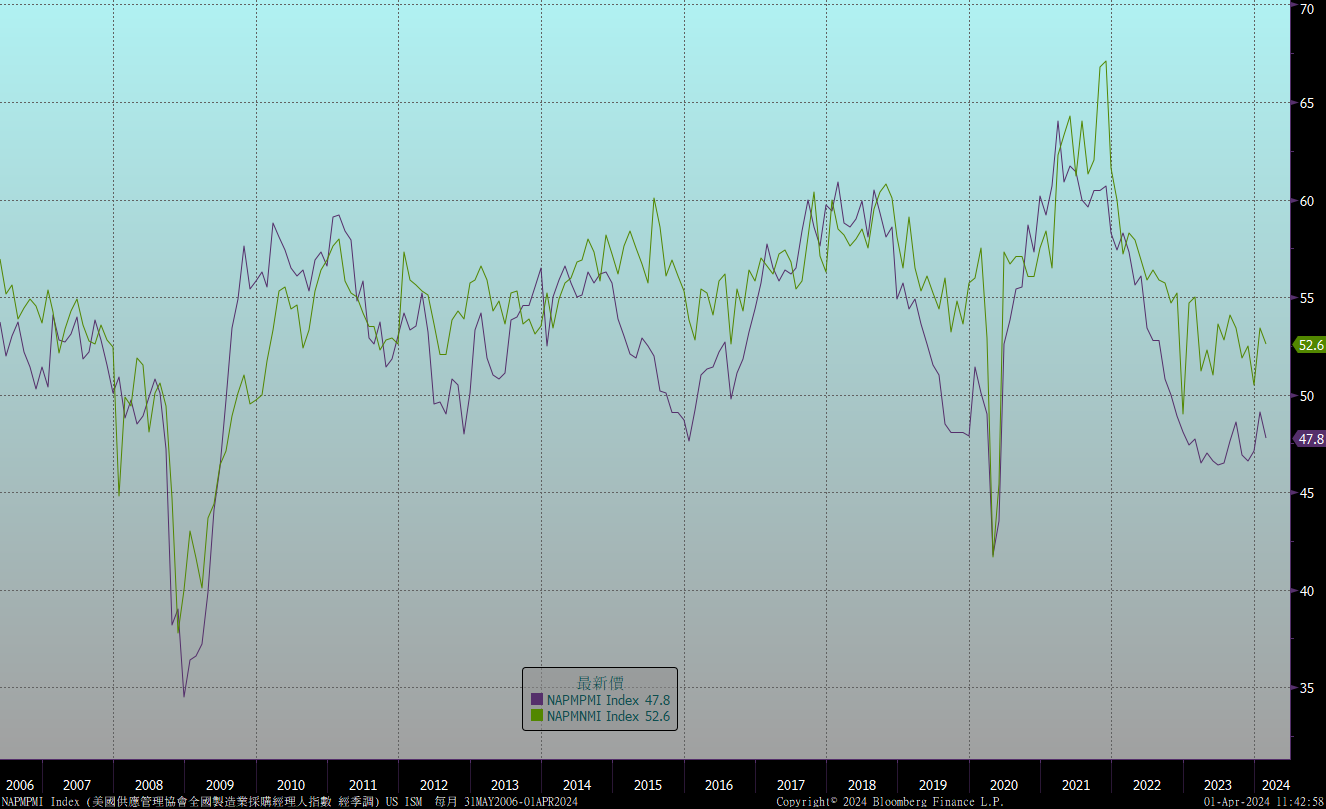 70
65
60
55
52.6
50
47.8
45
40
35
最新價
NAPMPMI Index 47.8
NAPMNMI Index 52.6
2006 2007 2008 2009 2010 2011 2012 2013 2014 2015 2016 2017 2018 2019 2020 2021 2022 2023 2024
NAPMPMI Index (美國供應管理協會全國製造業採購經理人指數 經季調) US ISM 每月 31MAY2006-01APR2024 Copyright© 2024 Bloomberg Finance L.P. 01-Apr-2024 11:42:58